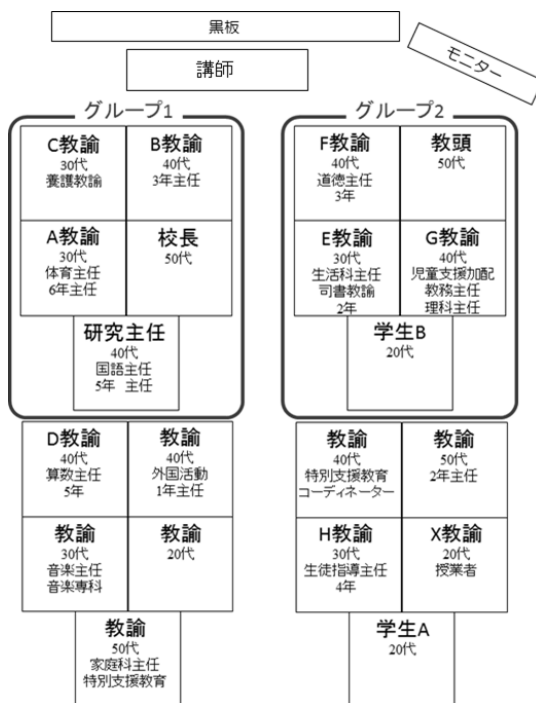 黒板
モニター
講師
グループ1
C教諭
30代
養護教諭
B教諭
40代
3年主任
A教諭
30代
体育主任
6年主任
校長
50代
研究主任
40代
国語主任
5年 主任
グループ2
F教諭
40代
道徳主任
3年
教頭
50代
E教諭
30代
生活科主任
司書教諭
2年
G教諭
40代
児童支援加配
教務主任
理科主任
学生B
20代
D教諭
40代
算数主任
5年
教諭
40代
外国活動
1年主任
教諭
30代
音楽主任
音楽専科
教諭
20代
教諭
50代
家庭科主任
特別支援教育
教諭
40代
特別支援教育
コーディネーター
教諭
50代
2年主任
H教諭
30代
生徒指導主任
4年
X教諭
20代
授業者
学生A
20代